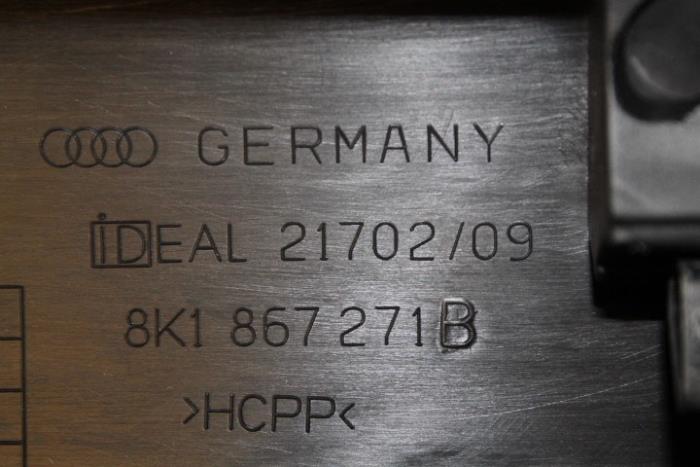 GERMANY
IDEAL 21702/09
8K1 867 271 B
>HCPP<